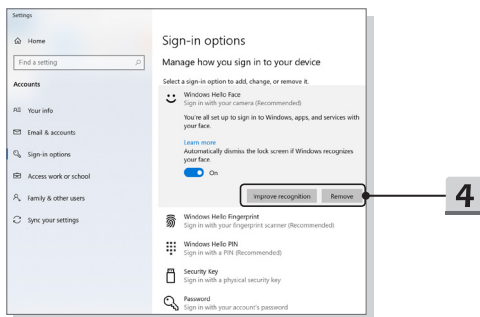 Settings
Home
Find a setting
Accounts
Your info
Email & accounts
Sign-in options
Access work or school
Family & other users
Sync your settings
Sign-in options
Manage how you sign in to your device
Select a sign-in option to add, change, or remove it.
Windows Hello Face
Sign in with your camera (Recommended)
You're all set up to sign in to Windows, apps, and services with
your face.
Learn more
Automatically dismiss the lock screen if Windows recognizes
your face.
On
Improve recognition
Remove
4
Windows Hello Fingerprint
Sign in with your fingerprint scanner (Recommended)
Windows Hello PIN
Sign in with a PIN (Recommended)
Security Key
Sign in with a physical security key
Password
Sign in with your account's password